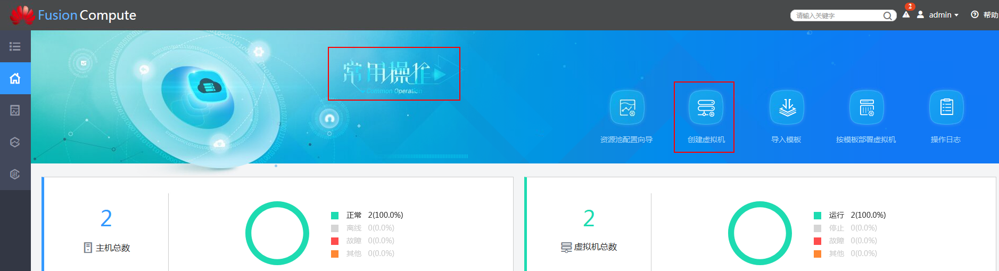 Fusion Compute
请输入关键字
2
admin
帮助
常用操作
Common Operation
资源池配置向导
创建虚拟机
导入模板
按模板部署虚拟机
操作日志
2
主机总数
正常 2(100.0%)
离线 0(0.0%)
故障 0(0.0%)
其他 0(0.0%)
2
虚拟机总数
运行 2(100.0%)
停止 0(0.0%)
故障 0(0.0%)
其他 0(0.0%)